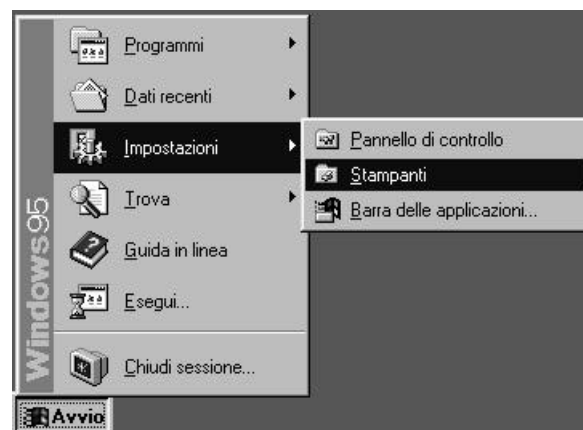 Programmi
Dati recenti
Impostazioni
Pannello di controllo
Stampanti
Barra delle applicazioni...
Trova
Guida in linea
Esegui...
Chiudi sessione...
Windows95
Avvio